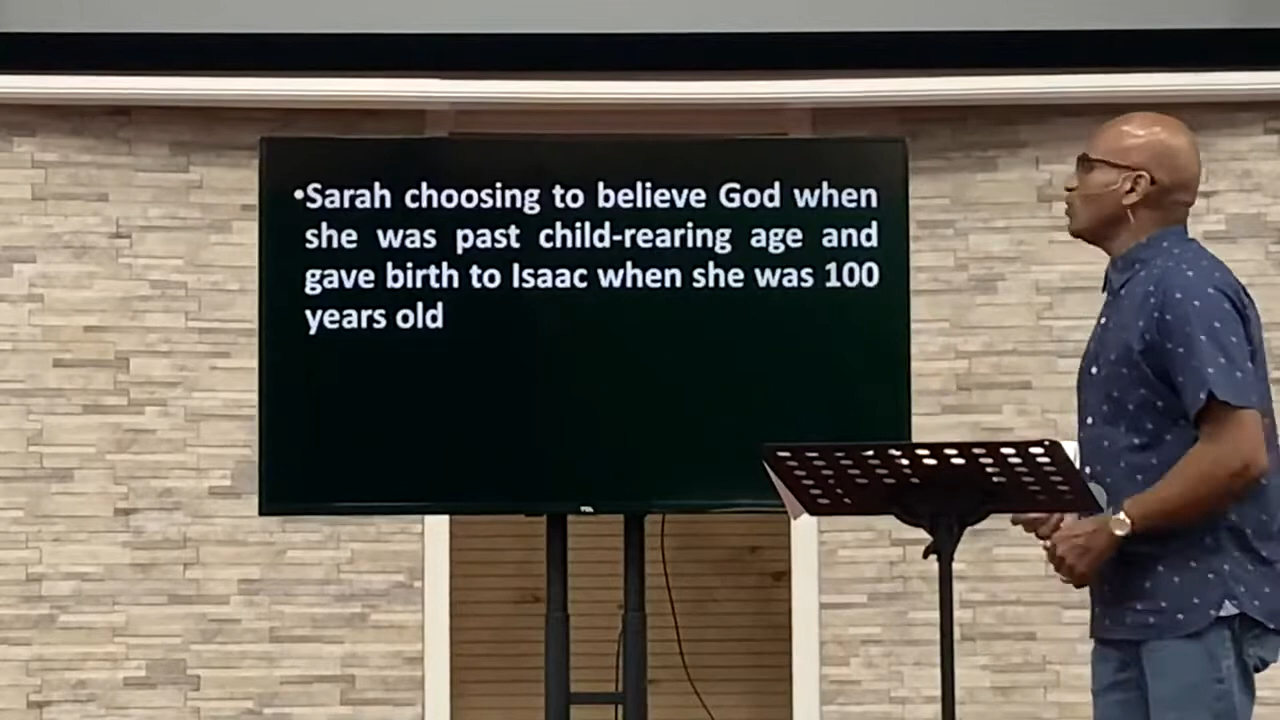 •Sarah choosing to believe God when
she was past child-rearing age and
gave birth to Isaac when she was 100
years old